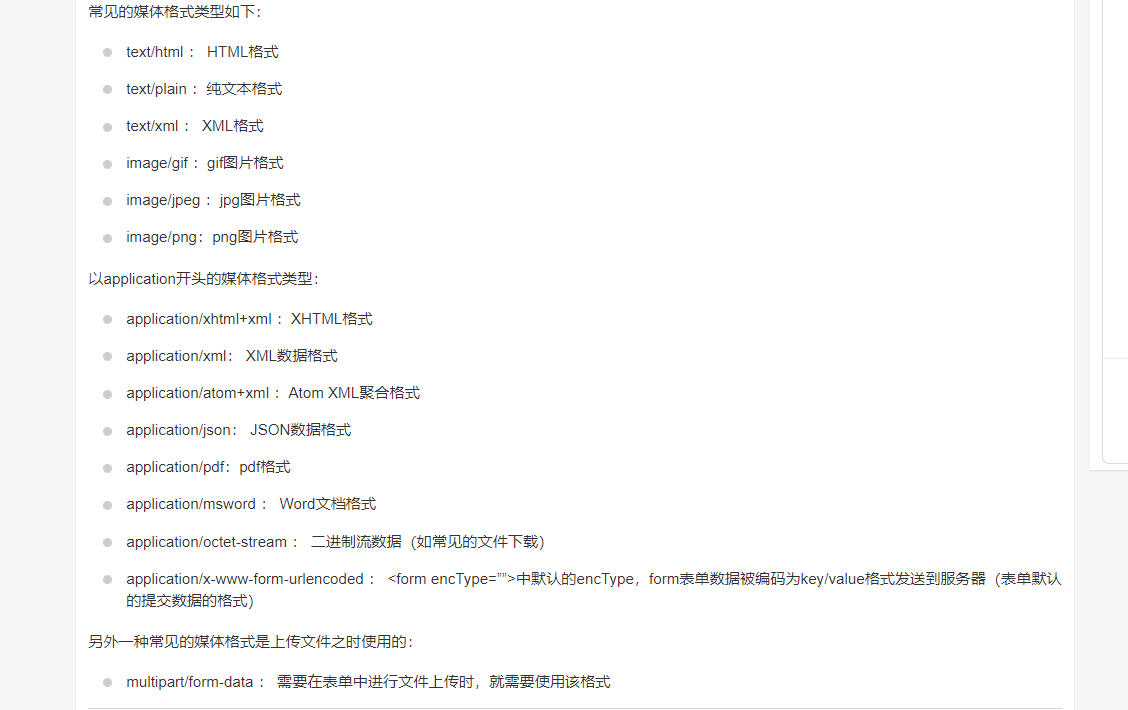 常见的媒体格式类型如下:
text/html : HTML格式
text/plain :纯文本格式
text/xml : XML格式
image/gif :gif图片格式
image/jpeg :jpg图片格式
image/png:png图片格式
以application开头的媒体格式类型:
application/xhtml+xml :XHTML格式
application/xml: XML数据格式
application/atom+xml :Atom XML聚合格式
application/json: JSON数据格式
application/pdf:pdf格式
application/msword : Word文档格式
application/octet-stream : 二进制流数据(如常见的文件下载)
application/x-www-form-urlencoded : <form encType=””>中默认的encType,form表单数据被编码为key/value格式发送到服务器(表单默认
的提交数据的格式)
另外一种常见的媒体格式是上传文件之时使用的:
multipart/form-data : 需要在表单中进行文件上传时,就需要使用该格式